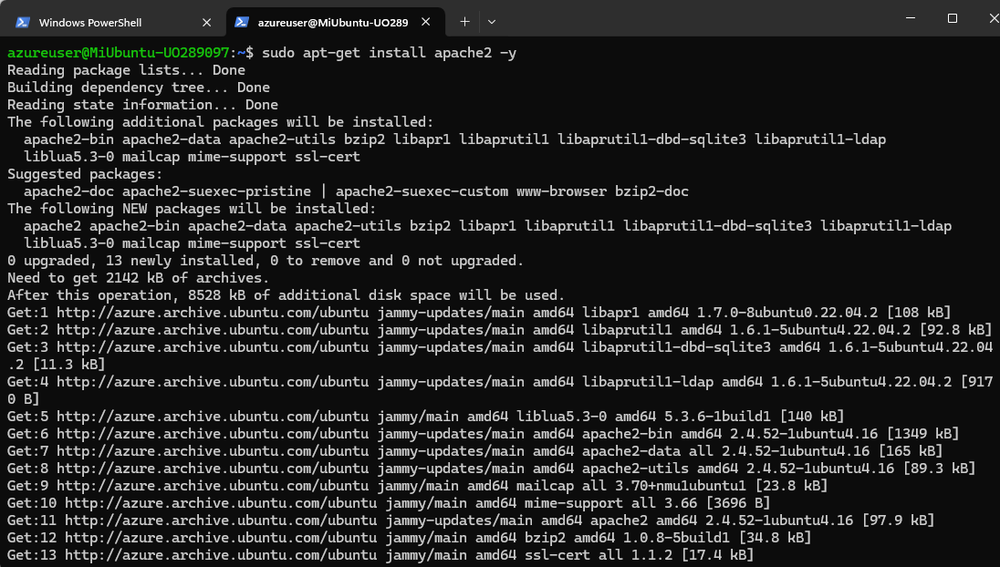 Windows PowerShell
azureuser@MiUbuntu-UO289
azureuser@MiUbuntu-UO289097:~$ sudo apt-get install apache2 -y
Reading package lists... Done
Building dependency tree... Done
Reading state information... Done
The following additional packages will be installed:
  apache2-bin apache2-data apache2-utils bzip2 libapr1 libaprutil1 libaprutil1-dbd-sqlite3 libaprutil1-ldap
  liblua5.3-0 mailcap mime-support ssl-cert
Suggested packages:
  apache2-doc apache2-suexec-pristine | apache2-suexec-custom www-browser bzip2-doc
The following NEW packages will be installed:
  apache2 apache2-bin apache2-data apache2-utils bzip2 libapr1 libaprutil1 libaprutil1-dbd-sqlite3 libaprutil1-ldap
  liblua5.3-0 mailcap mime-support ssl-cert
0 upgraded, 13 newly installed, 0 to remove and 0 not upgraded.
Need to get 2142 kB of archives.
After this operation, 8528 kB of additional disk space will be used.
Get:1 http://azure.archive.ubuntu.com/ubuntu jammy-updates/main amd64 libapr1 amd64 1.7.0-8ubuntu0.22.04.2 [108 kB]
Get:2 http://azure.archive.ubuntu.com/ubuntu jammy-updates/main amd64 libaprutil1 amd64 1.6.1-5ubuntu4.22.04.2 [92.8 kB]
Get:3 http://azure.archive.ubuntu.com/ubuntu jammy-updates/main amd64 libaprutil1-dbd-sqlite3 amd64 1.6.1-5ubuntu4.22.04
.2 [11.3 kB]
Get:4 http://azure.archive.ubuntu.com/ubuntu jammy-updates/main amd64 libaprutil1-ldap amd64 1.6.1-5ubuntu4.22.04.2 [917
0 B]
Get:5 http://azure.archive.ubuntu.com/ubuntu jammy/main amd64 liblua5.3-0 amd64 5.3.6-1build1 [140 kB]
Get:6 http://azure.archive.ubuntu.com/ubuntu jammy-updates/main amd64 apache2-bin amd64 2.4.52-1ubuntu4.16 [1349 kB]
Get:7 http://azure.archive.ubuntu.com/ubuntu jammy-updates/main amd64 apache2-data all 2.4.52-1ubuntu4.16 [165 kB]
Get:8 http://azure.archive.ubuntu.com/ubuntu jammy-updates/main amd64 apache2-utils amd64 2.4.52-1ubuntu4.16 [89.3 kB]
Get:9 http://azure.archive.ubuntu.com/ubuntu jammy/main amd64 mailcap all 3.70+nmu1ubuntu1 [23.8 kB]
Get:10 http://azure.archive.ubuntu.com/ubuntu jammy/main amd64 mime-support all 3.66 [3696 B]
Get:11 http://azure.archive.ubuntu.com/ubuntu jammy-updates/main amd64 apache2 amd64 2.4.52-1ubuntu4.16 [97.9 kB]
Get:12 http://azure.archive.ubuntu.com/ubuntu jammy/main amd64 bzip2 amd64 1.0.8-5build1 [34.8 kB]
Get:13 http://azure.archive.ubuntu.com/ubuntu jammy/main amd64 ssl-cert all 1.1.2 [17.4 kB]